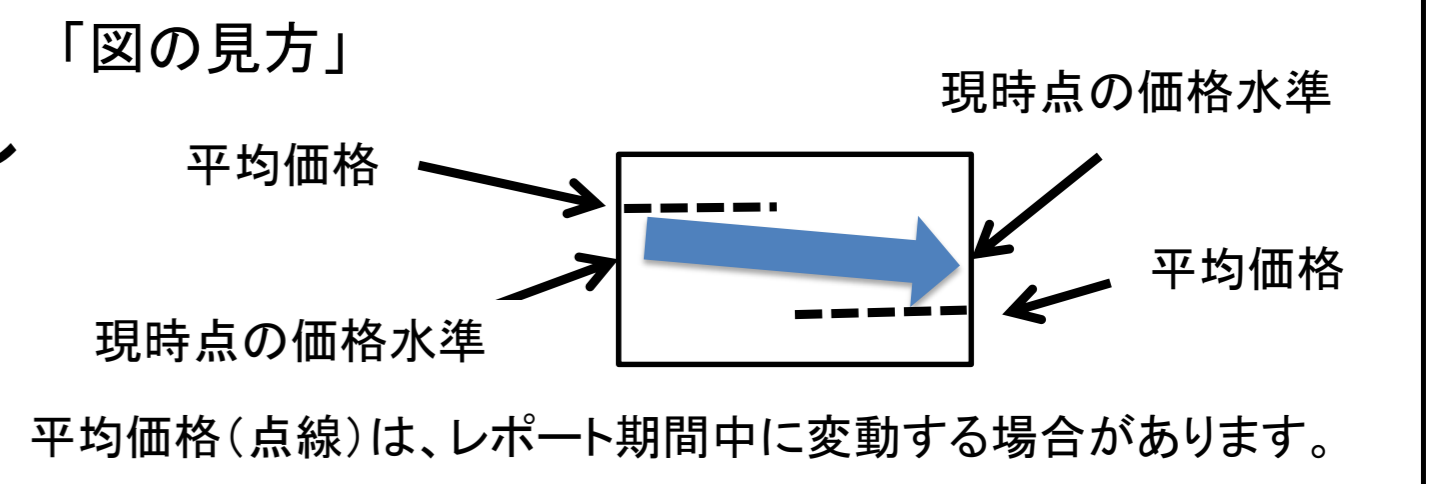 「図の見方」
現時点の価格水準
平均価格
平均価格
現時点の価格水準
平均価格（点線）は、レポート期間中に変動する場合があります。